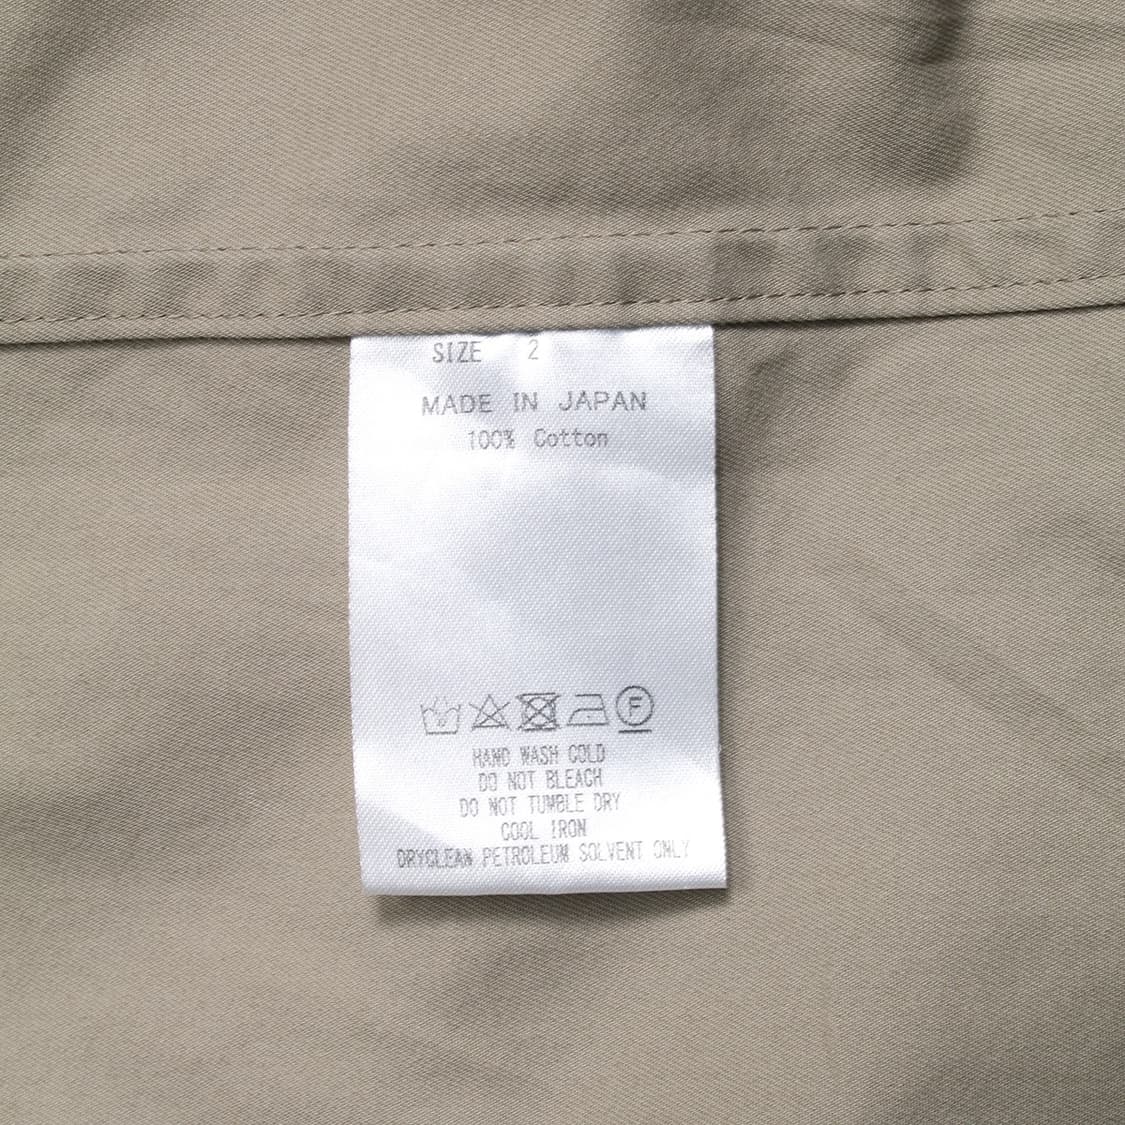 SIZE 2
MADE IN JAPAN
100% Cotton
F
HAND WASH COLD
DO NOT BLEACH
DO NOT TUMBLE DRY
COOL IRON
DRYCLEAN PETROLEUM SOLVENT ONLY